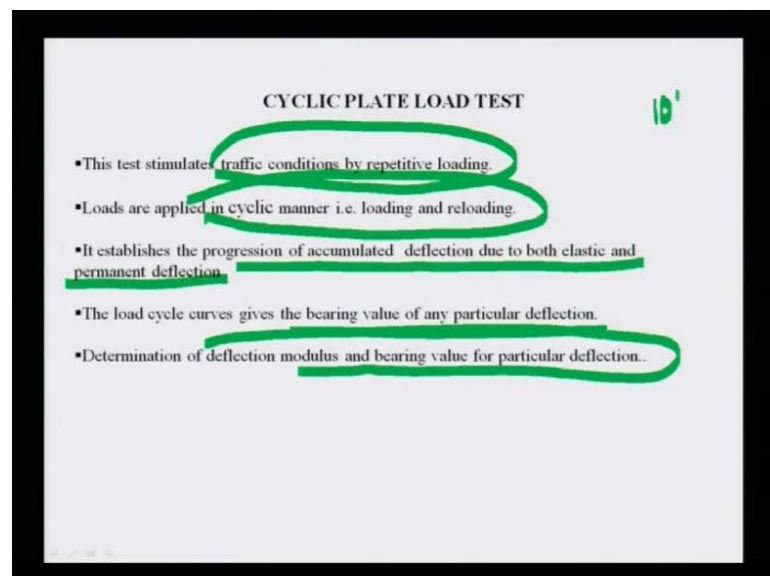 CYCLIC PLATE LOAD TEST
▪This test stimulates traffic conditions by repetitive loading.
▪Loads are applied in cyclic manner i.e. loading and reloading.
▪It establishes the progression of accumulated deflection due to both elastic and
permanent deflection
▪The load cycle curves gives the bearing value of any particular deflection.
▪Determination of deflection modulus and bearing value for particular deflection..